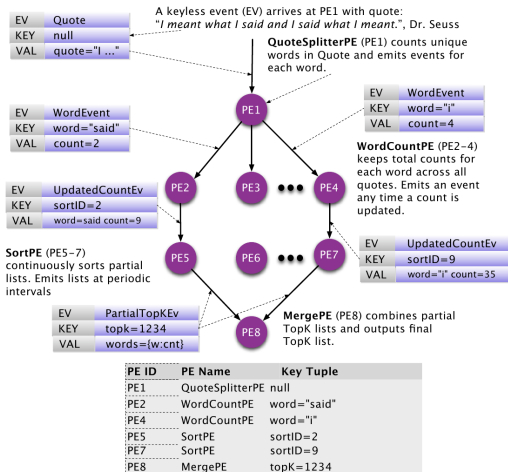 A keyless event (EV) arrives at PE1 with quote:
"I meant what I said and I said what I meant.", Dr. Seuss
EV Quote
KEY null
VAL quote="I ..."
QuoteSplitterPE (PE1) counts unique
words in Quote and emits events for
each word.
PE1
EV WordEvent
KEY word="said"
VAL count=2
EV WordEvent
KEY word="i"
VAL count=4
WordCountPE (PE2-4)
keeps total counts for
each word across all
quotes. Emits an event
any time a count is
updated.
PE2
PE3
PE4
EV UpdatedCountEv
KEY sortID=2
VAL word=said count=9
EV UpdatedCountEv
KEY sortID=9
VAL word="i" count=35
SortPE (PE5-7)
continuously sorts partial
lists. Emits lists at periodic
intervals
PE5
PE6
PE7
EV PartialTopKEv
KEY topk=1234
VAL words={w:cnt}
MergePE (PE8) combines partial
TopK lists and outputs final
TopK list.
PE8
PE ID PE Name Key Tuple
PE1 QuoteSplitterPE null
PE2 WordCountPE word="said"
PE4 WordCountPE word="i"
PE5 SortPE sortID=2
PE7 SortPE sortID=9
PE8 MergePE topK=1234